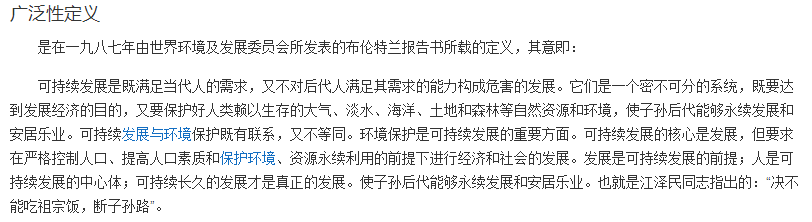 广泛性定义
是在一九八七年由世界环境及发展委员会所发表的布伦特兰报告书所载的定义，其意即：
可持续发展是既满足当代人的需求，又不对后代人满足其需求的能力构成危害的发展。它们是一个密不可分的系统，既要达
到发展经济的目的，又要保护好人类赖以生存的大气、淡水、海洋、土地和森林等自然资源和环境，使子孙后代能够永续发展和
安居乐业。可持续发展与环境保护既有联系，又不等同。环境保护是可持续发展的重要方面。可持续发展的核心是发展，但要求
在严格控制人口、提高人口素质和保护环境、资源永续利用的前提下进行经济和社会的发展。发展是可持续发展的前提；人是可
持续发展的中心体；可持续长久的发展才是真正的发展。使子孙后代能够永续发展和安居乐业。也就是江泽民同志指出的：“决不
能吃祖宗饭，断子孙路”。